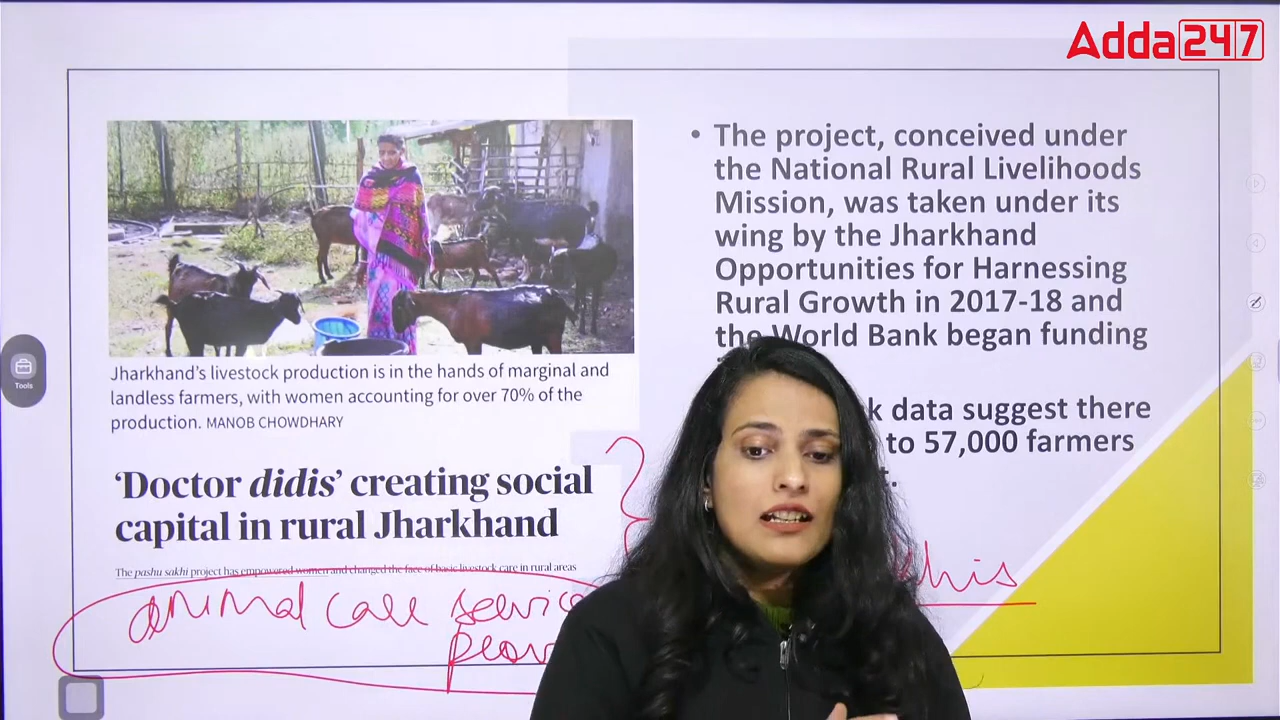 Adda247
• The project, conceived under
the National Rural Livelihoods
Mission, was taken under its
wing by the Jharkhand
Opportunities for Harnessing
Rural Growth in 2017-18 and
the World Bank began funding
data suggest there
to 57,000 farmers
Jharkhand's livestock production is in the hands of marginal and
landless farmers, with women accounting for over 70% of the
production. MANOB CHOWDHARY
'Doctor didis' creating social
capital in rural Jharkhand
The pashu sakhi project has empowered women and changed the face of basic livestock care in rural areas
animal care service
Tools